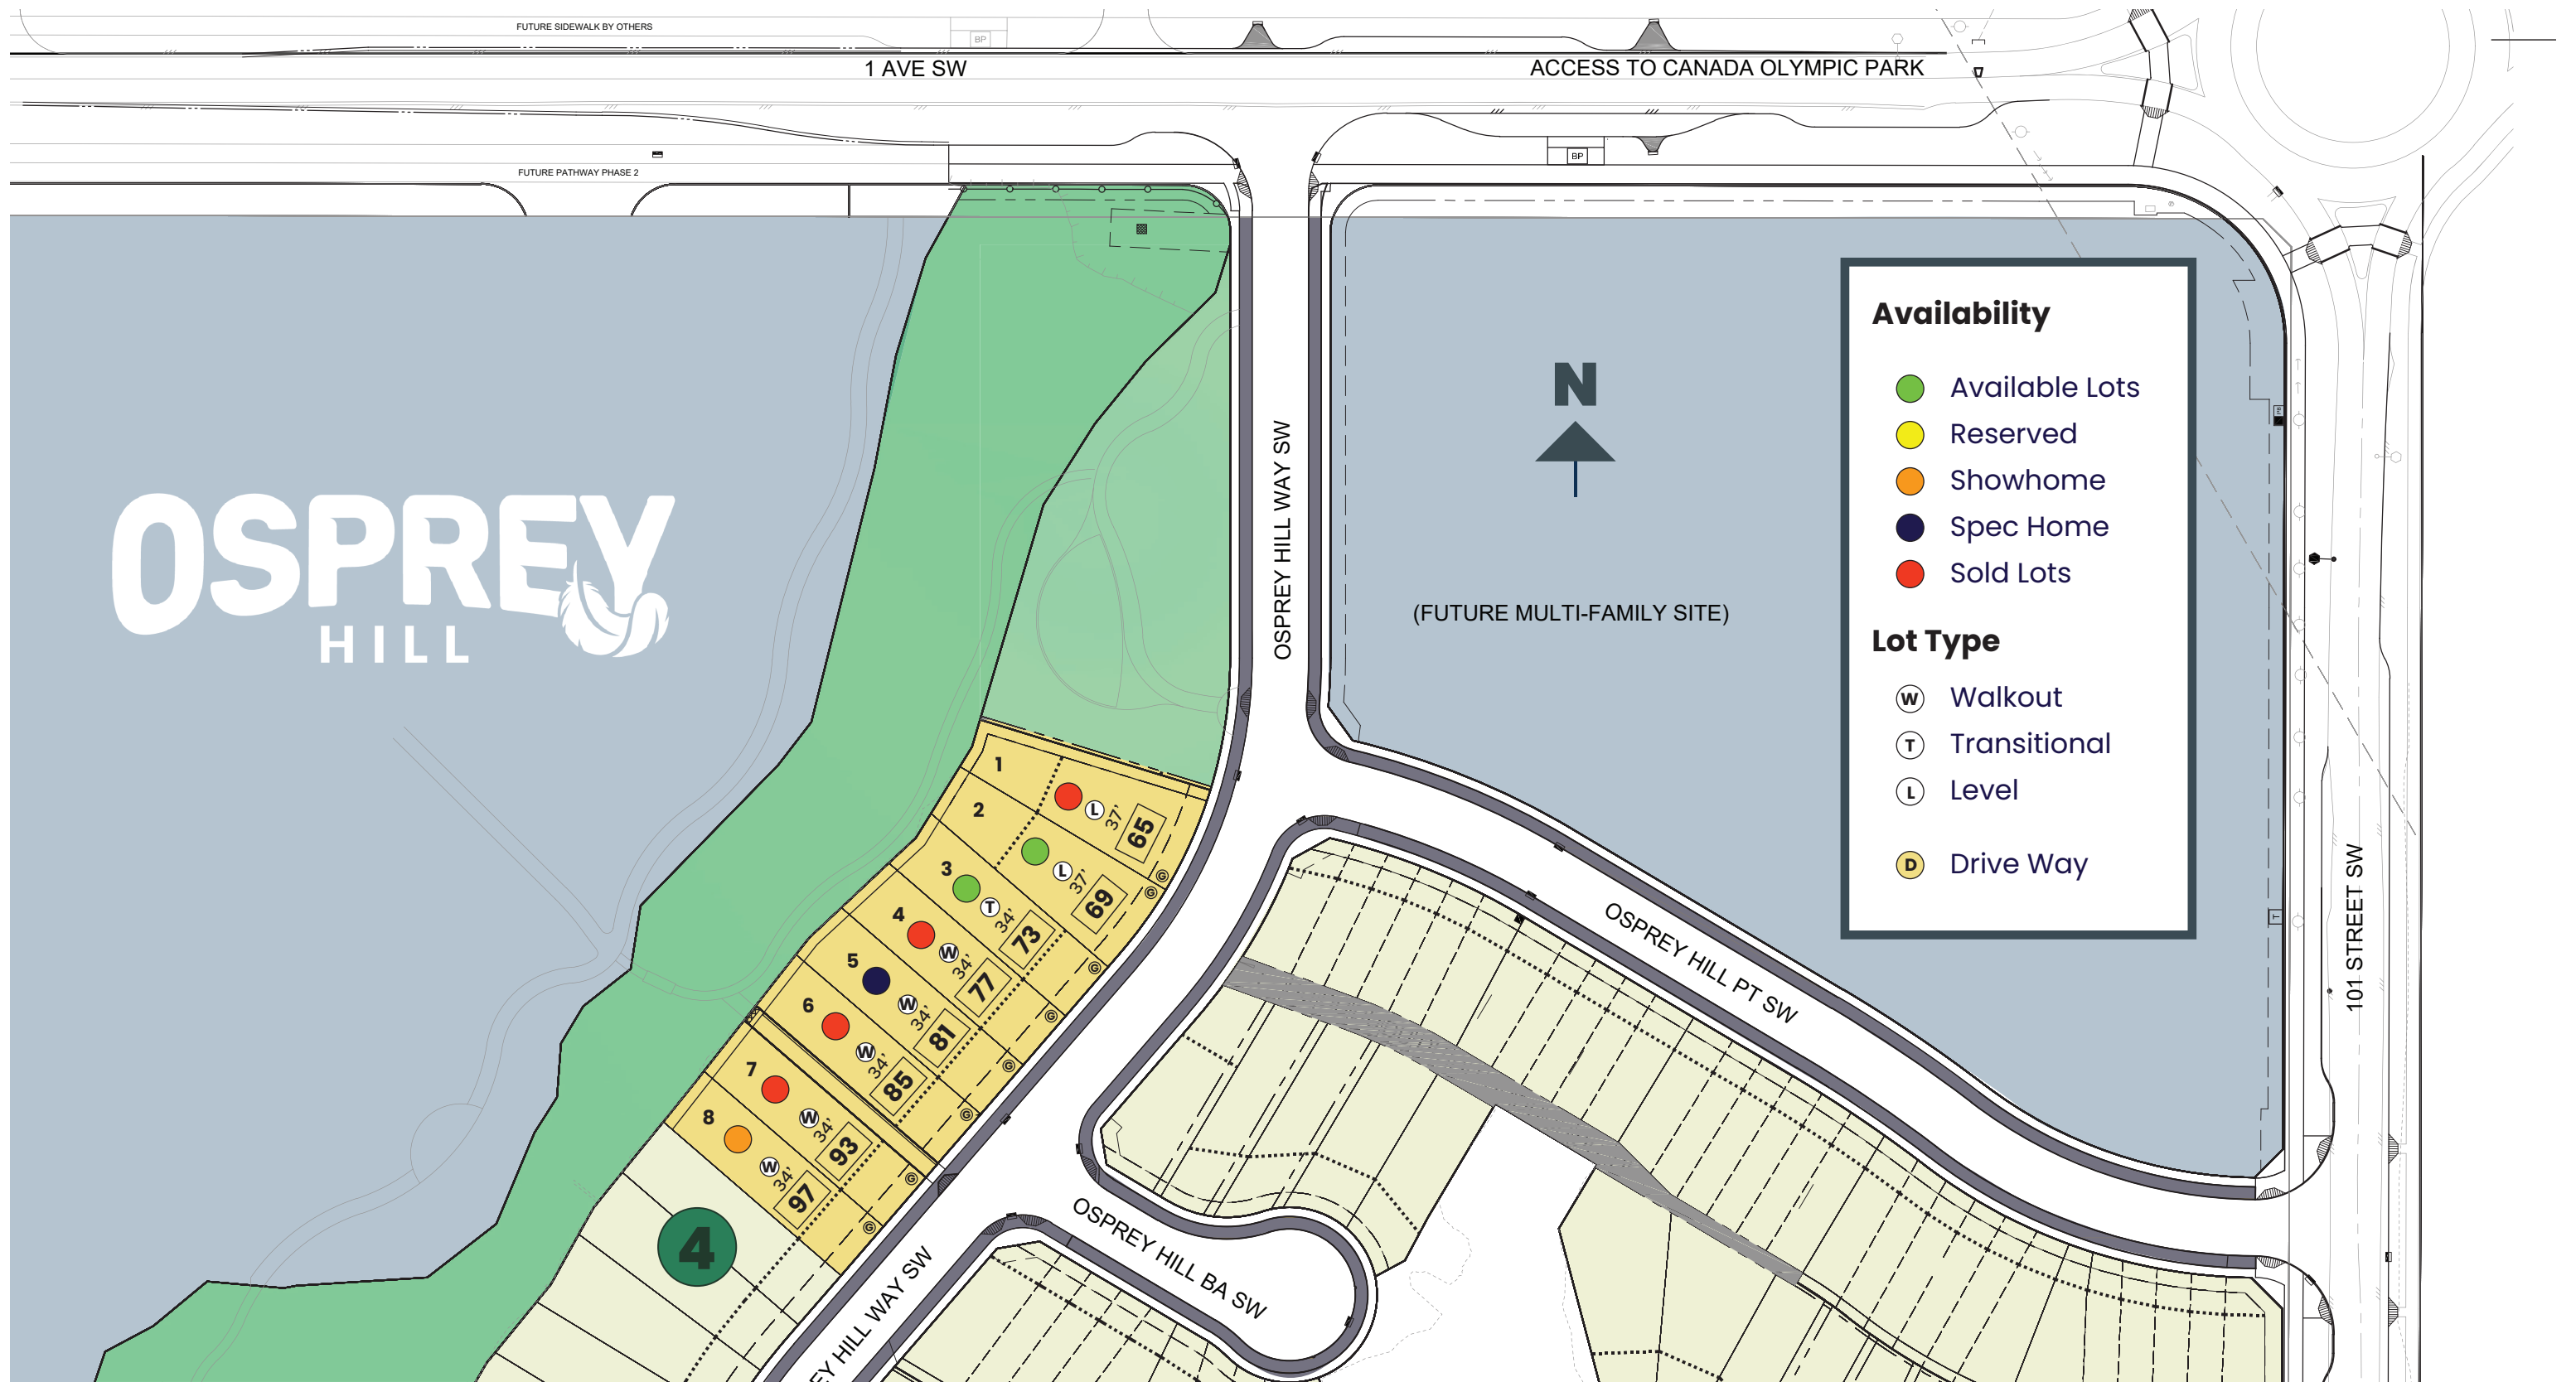 FUTURE SIDEWALK BY OTHERS
BP
1 AVE SW
ACCESS TO CANADA OLYMPIC PARK
BP
FUTURE PATHWAY PHASE 2
OSPREY
HILL
OSPREY HILL WAY SW
N
(FUTURE MULTI-FAMILY SITE)
Availability
Available Lots
Reserved
Showhome
Spec Home
Sold Lots
Lot Type
W Walkout
T Transitional
L Level
D Drive Way
101 STREET SW
T
1 L 37' 65
2 L 37' 69
3 T 34' 73
4 W 34' 77
5 W 34' 81
6 W 34' 85
7 W 34' 93
8 W 34' 97
G
G
G
G
G
G
G
G
4
OSPREY HILL PT SW
OSPREY HILL BA SW
EY HILL WAY SW